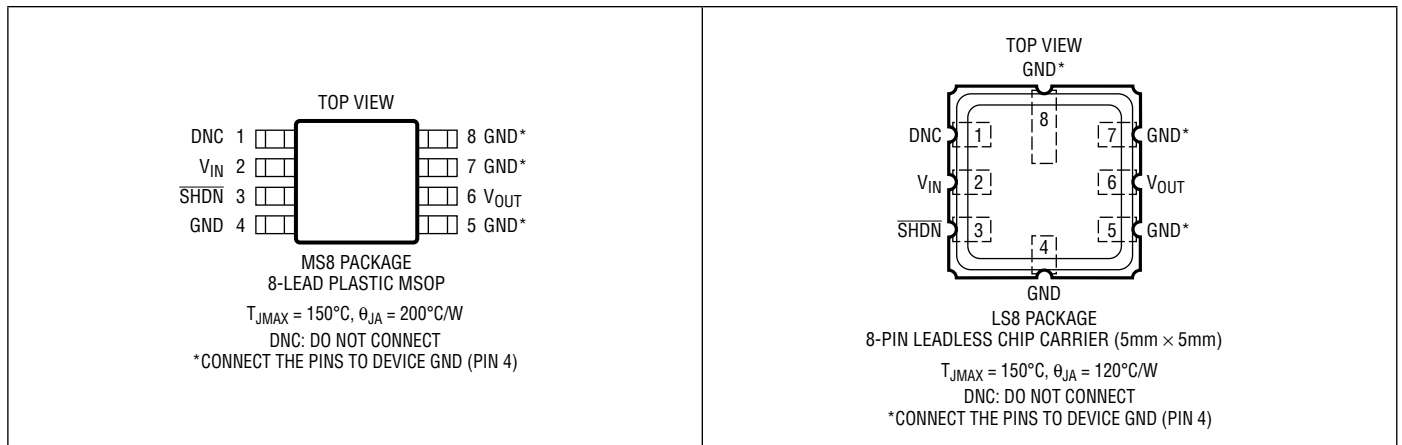 TOP VIEW
DNC 1
V_IN 2
S̅H̅D̅N̅ 3
GND 4
8 GND*
7 GND*
6 V_OUT
5 GND*
MS8 PACKAGE
8-LEAD PLASTIC MSOP
T_JMAX = 150°C, θ_JA = 200°C/W
DNC: DO NOT CONNECT
*CONNECT THE PINS TO DEVICE GND (PIN 4)
TOP VIEW
GND*
8
DNC 1
7 GND*
V_IN 2
6 V_OUT
S̅H̅D̅N̅ 3
5 GND*
4
GND
LS8 PACKAGE
8-PIN LEADLESS CHIP CARRIER (5mm × 5mm)
T_JMAX = 150°C, θ_JA = 120°C/W
DNC: DO NOT CONNECT
*CONNECT THE PINS TO DEVICE GND (PIN 4)